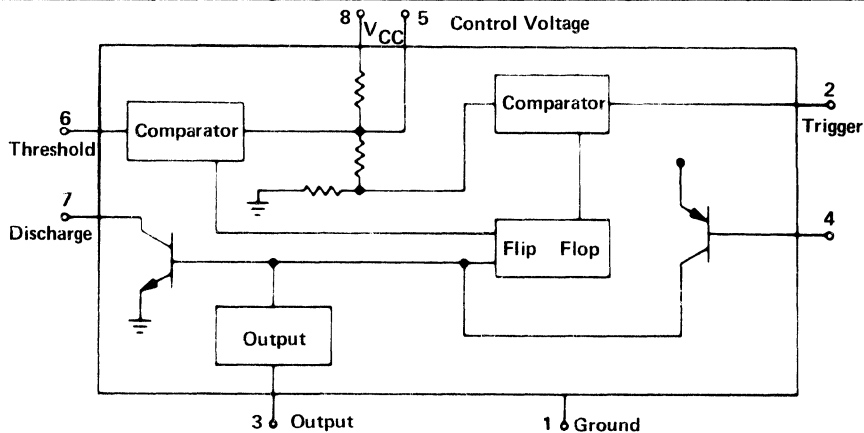 8 VCC 5 Control Voltage
6
Threshold
Comparator
Comparator
2
Trigger
7
Discharge
4
Flip Flop
Output
3 Output
1 Ground